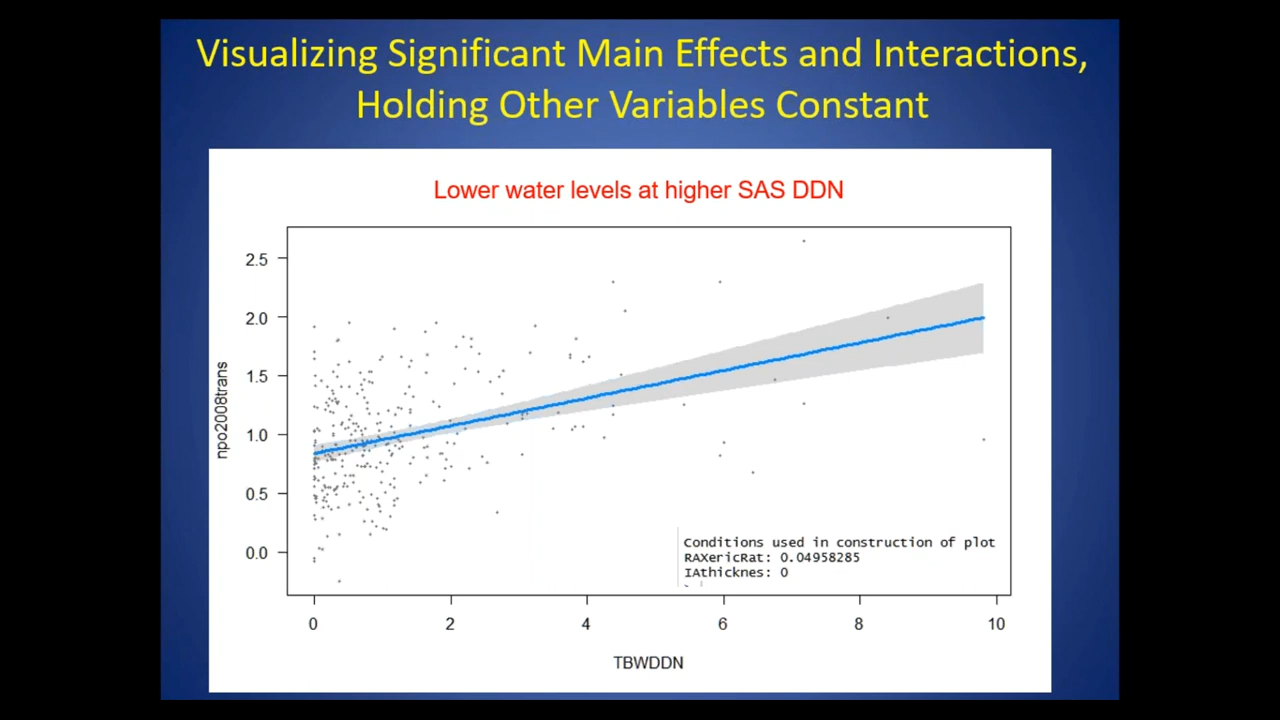 Visualizing Significant Main Effects and Interactions,
Holding Other Variables Constant
Lower water levels at higher SAS DDN
npo2008trans
2.5
2.0
1.5
1.0
0.5
0.0
Conditions used in construction of plot
RAXericRat: 0.04958285
IAthicknes: 0
0 2 4 6 8 10
TBWDDN